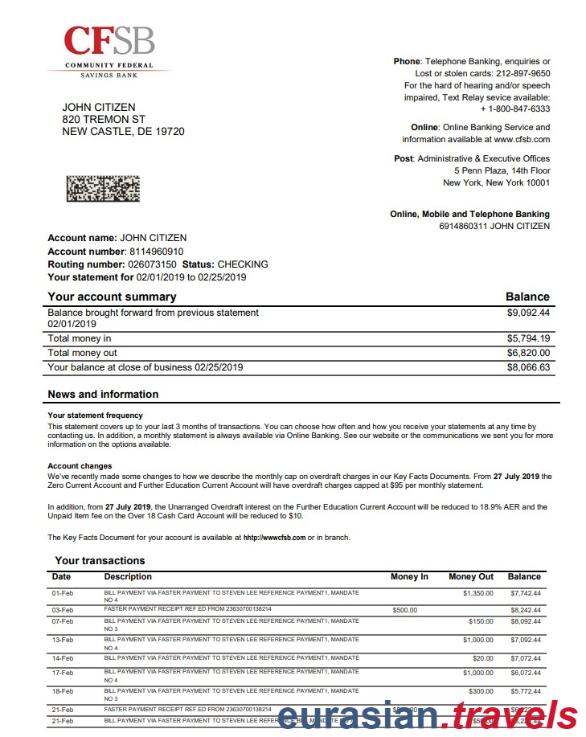 CFSB
COMMUNITY FEDERAL
SAVINGS BANK
JOHN CITIZEN
820 TREMON ST
NEW CASTLE, DE 19720
Phone: Telephone Banking, enquiries or
Lost or stolen cards: 212-897-9650
For the hard of hearing and/or speech
impaired, Text Relay sevice available:
+ 1-800-847-6333
Online: Online Banking Service and
information available at www.cfsb.com
Post: Administrative & Executive Offices
5 Penn Plaza, 14th Floor
New York, New York 10001
Online, Mobile and Telephone Banking
6914860311 JOHN CITIZEN
Account name: JOHN CITIZEN
Account number: 8114960910
Routing number: 026073150 Status: CHECKING
Your statement for 02/01/2019 to 02/25/2019
Your account summary Balance
Balance brought forward from previous statement $9,092.44
02/01/2019
Total money in $5,794.19
Total money out $6,820.00
Your balance at close of business 02/25/2019 $8,066.63
News and information
Your statement frequency
This statement covers up to your last 3 months of transactions. You can choose how often and how you receive your statements at any time by
contacting us. In addition, a monthly statement is always available via Online Banking. See our website or the communications we sent you for more
information on the options available.
Account changes
We've recently made some changes to how we describe the monthly cap on overdraft charges in our Key Facts Documents. From 27 July 2019 the
Zero Current Account and Further Education Current Account will have overdraft charges capped at $95 per monthly statement.
In addition, from 27 July 2019, the Unarranged Overdraft interest on the Further Education Current Account will be reduced to 18.9% AER and the
Unpaid Item fee on the Over 18 Cash Card Account will be reduced to $10.
The Key Facts Document for your account is available at hhtp://wwwcfsb.com or in branch.
Your transactions
Date Description Money In Money Out Balance
01-Feb BILL PAYMENT VIA FASTER PAYMENT TO STEVEN LEE REFERENCE PAYMENT1, MANDATE $1,350.00 $7,742.44
NO 4
03-Feb FASTER PAYMENT RECEIPT REF.ED FROM 23630700138214 $500.00 $8,242.44
07-Feb BILL PAYMENT VIA FASTER PAYMENT TO STEVEN LEE REFERENCE PAYMENT1, MANDATE $150.00 $8,092.44
NO 3
13-Feb BILL PAYMENT VIA FASTER PAYMENT TO STEVEN LEE REFERENCE PAYMENT1, MANDATE $1,000.00 $7,092.44
NO 4
14-Feb BILL PAYMENT VIA FASTER PAYMENT TO STEVEN LEE REFERENCE PAYMENT1, MANDATE $20.00 $7,072.44
17-Feb BILL PAYMENT VIA FASTER PAYMENT TO STEVEN LEE REFERENCE PAYMENT1, MANDATE $1,000.00 $6,072.44
NO 4
18-Feb BILL PAYMENT VIA FASTER PAYMENT TO STEVEN LEE REFERENCE PAYMENT1, MANDATE $300.00 $5,772.44
NO 3
21-Feb FASTER PAYMENT RECEIPT REF.ED FROM 23630700138214
21-Feb BILL PAYMENT VIA FASTER PAYMENT TO STEVEN LEE
eurasian.travels